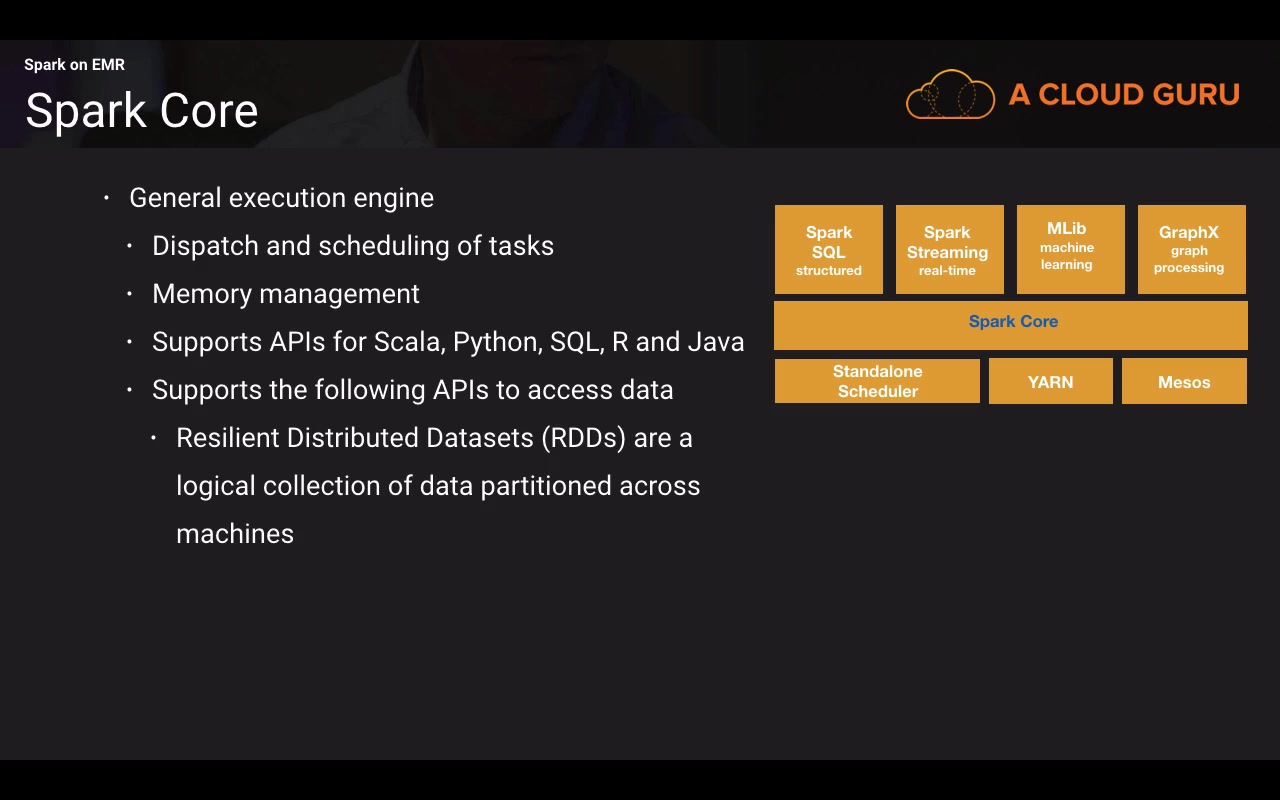 Spark on EMR
Spark Core
A CLOUD GURU
· General execution engine
· Dispatch and scheduling of tasks
· Memory management
· Supports APIs for Scala, Python, SQL, R and Java
· Supports the following APIs to access data
· Resilient Distributed Datasets (RDDs) are a
logical collection of data partitioned across
machines
Spark
SQL
structured
Spark
Streaming
real-time
MLib
machine
learning
GraphX
graph
processing
Spark Core
Standalone
Scheduler
YARN
Mesos